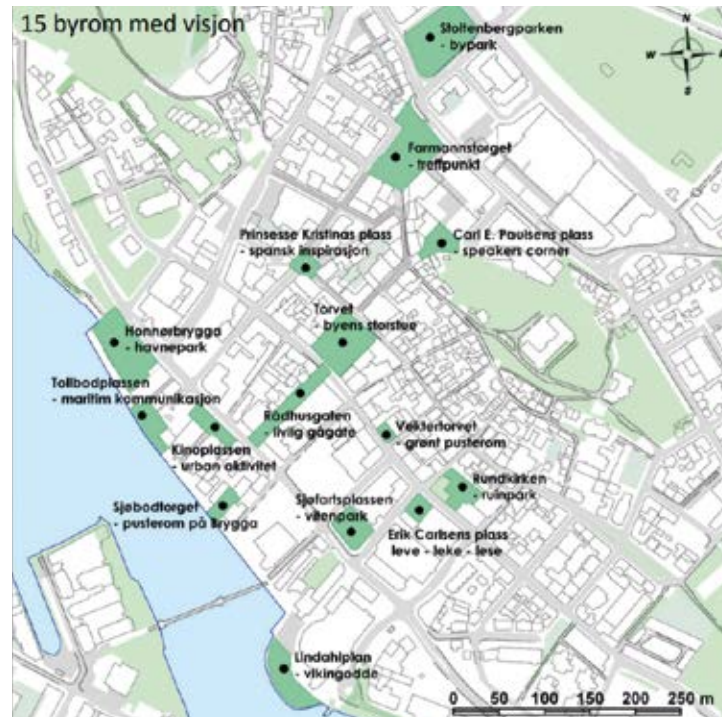 15 byrom med visjon
Stoltenbergparken
- bypark
N
W
S
Farmannstorget
- treffpunkt
Prinsesse Kristinas plass
- spansk inspirasjon
Carl E. Paulsens plass
- speakers corner
Torvet
- byens storstue
Honnørbrygga
- havnepark
Tollbodplassen
- maritim kommunikasjon
Rådhusgaten
- livlig gågate
Kinoplassen
- urban aktivitet
Vektertorvet
- grønt pusterom
Rundkirken
- ruinpark
Sjøbodtorget
- pusterom på Brygga
Sjøfartsplassen
- vitenpark
Erik Carlsens plass
leve - leke - lese
Lindahlplan
- vikingodde
0 50 100 150 200 250 m